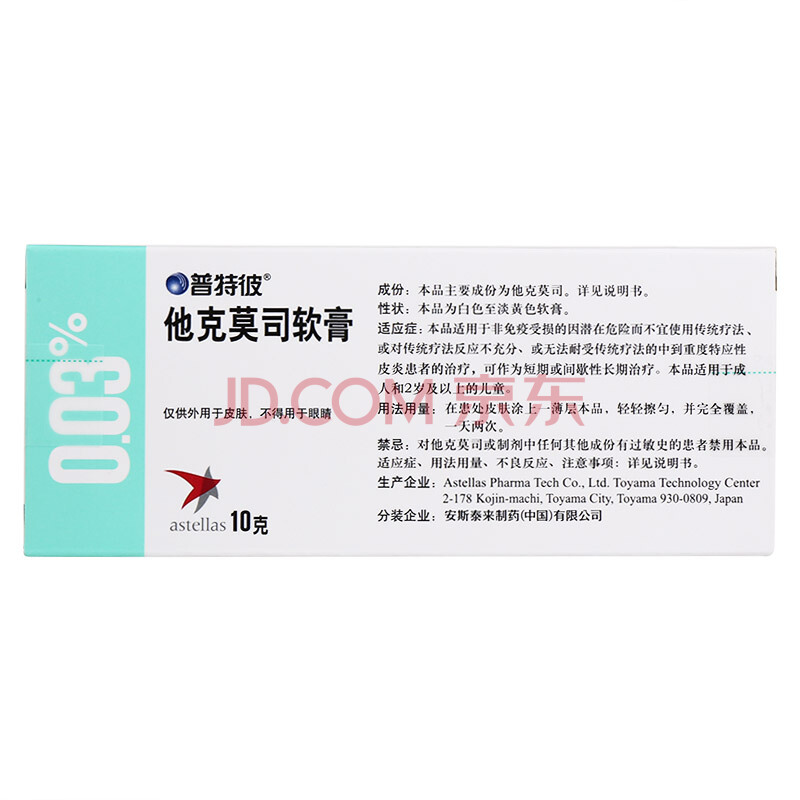 0.03%
普特彼®
他克莫司软膏
仅供外用于皮肤，不得用于眼睛
astellas 10克
成份：本品主要成份为他克莫司。详见说明书。
性状：本品为白色至淡黄色软膏。
适应症：本品适用于非免疫受损的因潜在危险而不宜使用传统疗法、
或对传统疗法反应不充分、或无法耐受传统疗法的中到重度特应性
皮炎患者的治疗，可作为短期或间歇性长期治疗。本品适用于成
人和2岁及以上的儿童。
用法用量：在患处皮肤涂上一薄层本品，轻轻擦匀，并完全覆盖，
一天两次。
禁忌：对他克莫司或制剂中任何其他成份有过敏史的患者禁用本品。
适应症、用法用量、不良反应、注意事项：详见说明书。
生产企业：Astellas Pharma Tech Co., Ltd. Toyama Technology Center
2-178 Kojin-machi, Toyama City, Toyama 930-0809, Japan
分装企业：安斯泰来制药(中国)有限公司
JD.COM 京东